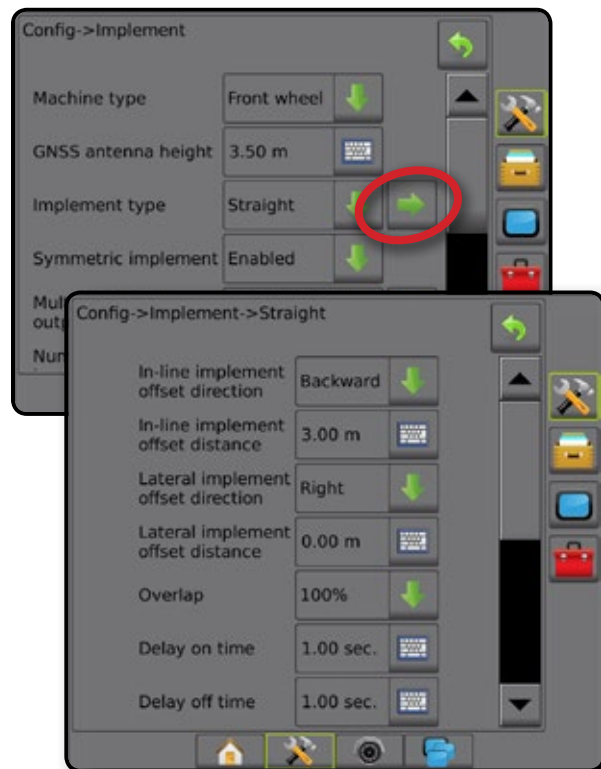 Config->Implement
Machine type Front wheel
GNSS antenna height 3.50 m
Implement type Straight
Symmetric implement Enabled
Config->Implement->Straight
In-line implement
offset direction
Backward
In-line implement
offset distance
3.00 m
Lateral implement
offset direction
Right
Lateral implement
offset distance
0.00 m
Overlap 100%
Delay on time 1.00 sec.
Delay off time 1.00 sec.